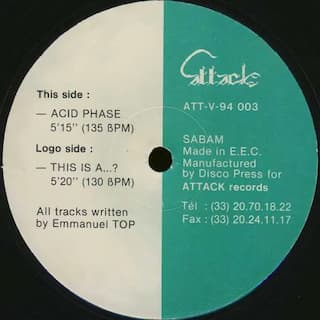 This side :
— ACID PHASE
5'15" (135 ßPM)
Logo side :
— THIS IS A...?
5'20" (130 ßPM)
All tracks written
by Emmanuel TOP
attack
ATT-V-94 003
SABAM
Made in E.E.C.
Manufactured
by Disco Press for
ATTACK records
Tél : (33) 20.70.18.22
Fax : (33) 20.24.11.17